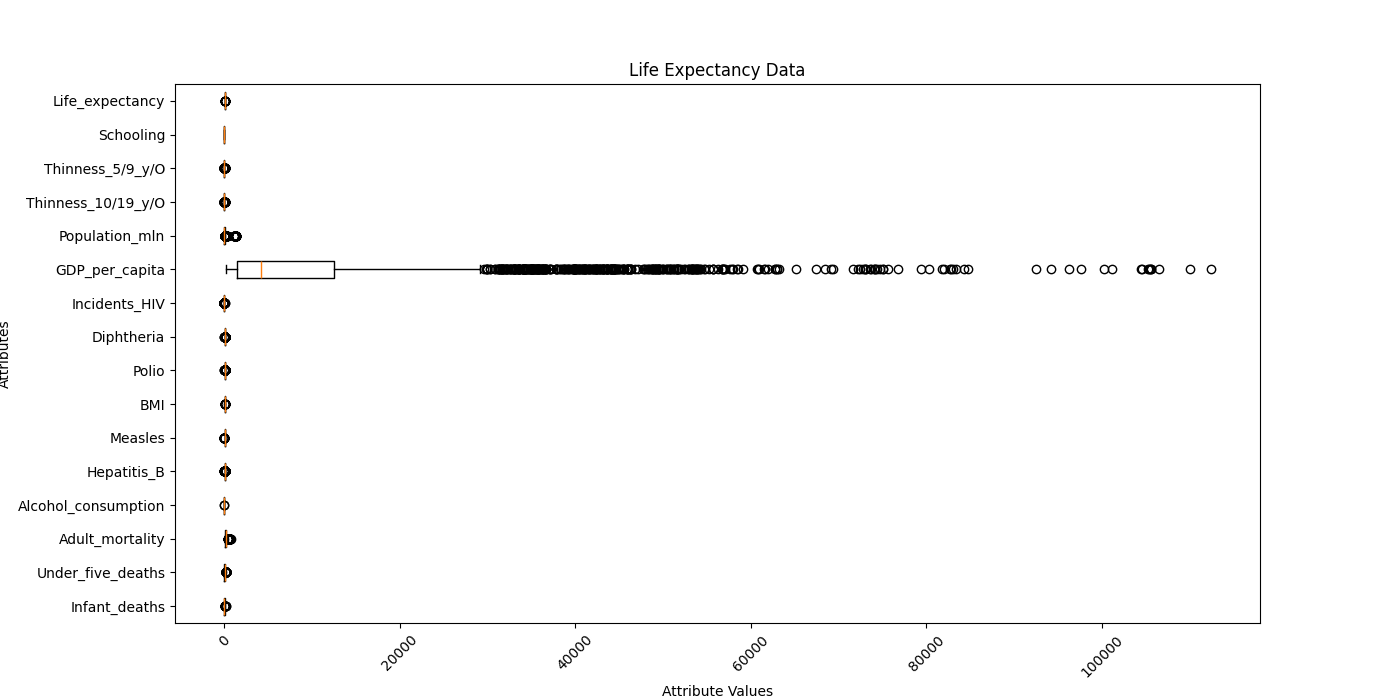 Life Expectancy Data
Life_expectancy
Schooling
Thinness_5/9_y/O
Thinness_10/19_y/O
Population_mln
GDP_per_capita
Incidents_HIV
Diphtheria
Polio
BMI
Measles
Hepatitis_B
Alcohol_consumption
Adult_mortality
Under_five_deaths
Infant_deaths
Attributes
0
20000
40000
60000
80000
100000
Attribute Values